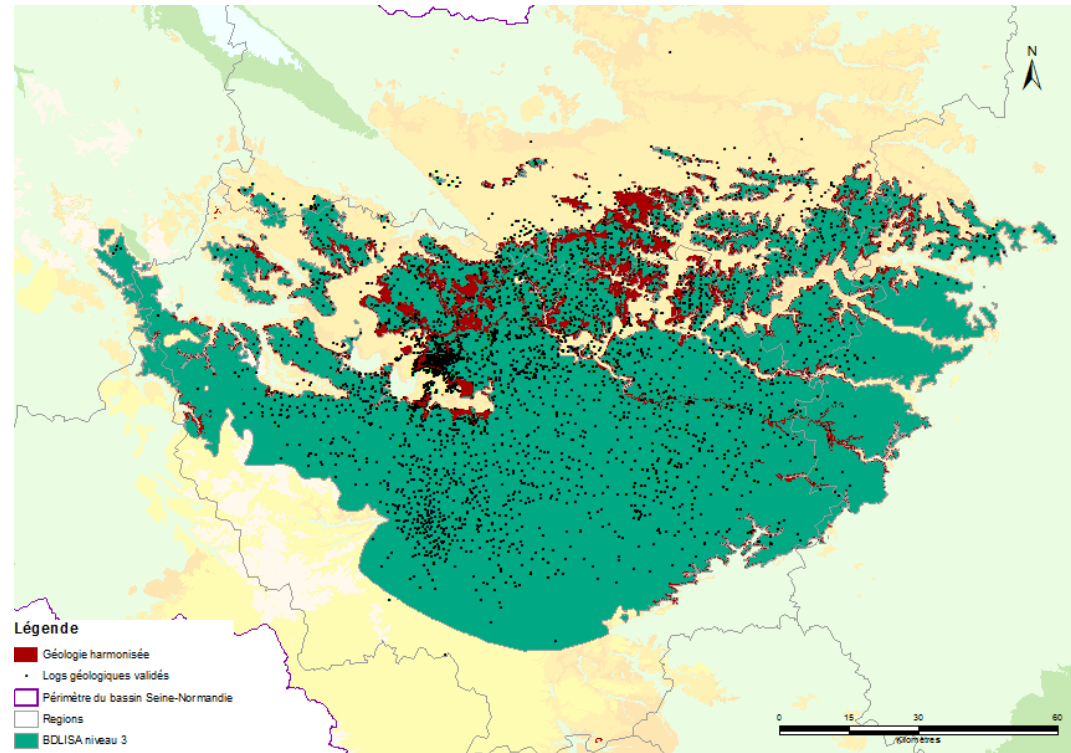 N
Légende
Géologie harmonisée
Logs géologiques validés
Périmètre du bassin Seine-Normandie
Regions
BDLISA niveau 3
0 15 30 60
Kilomètres